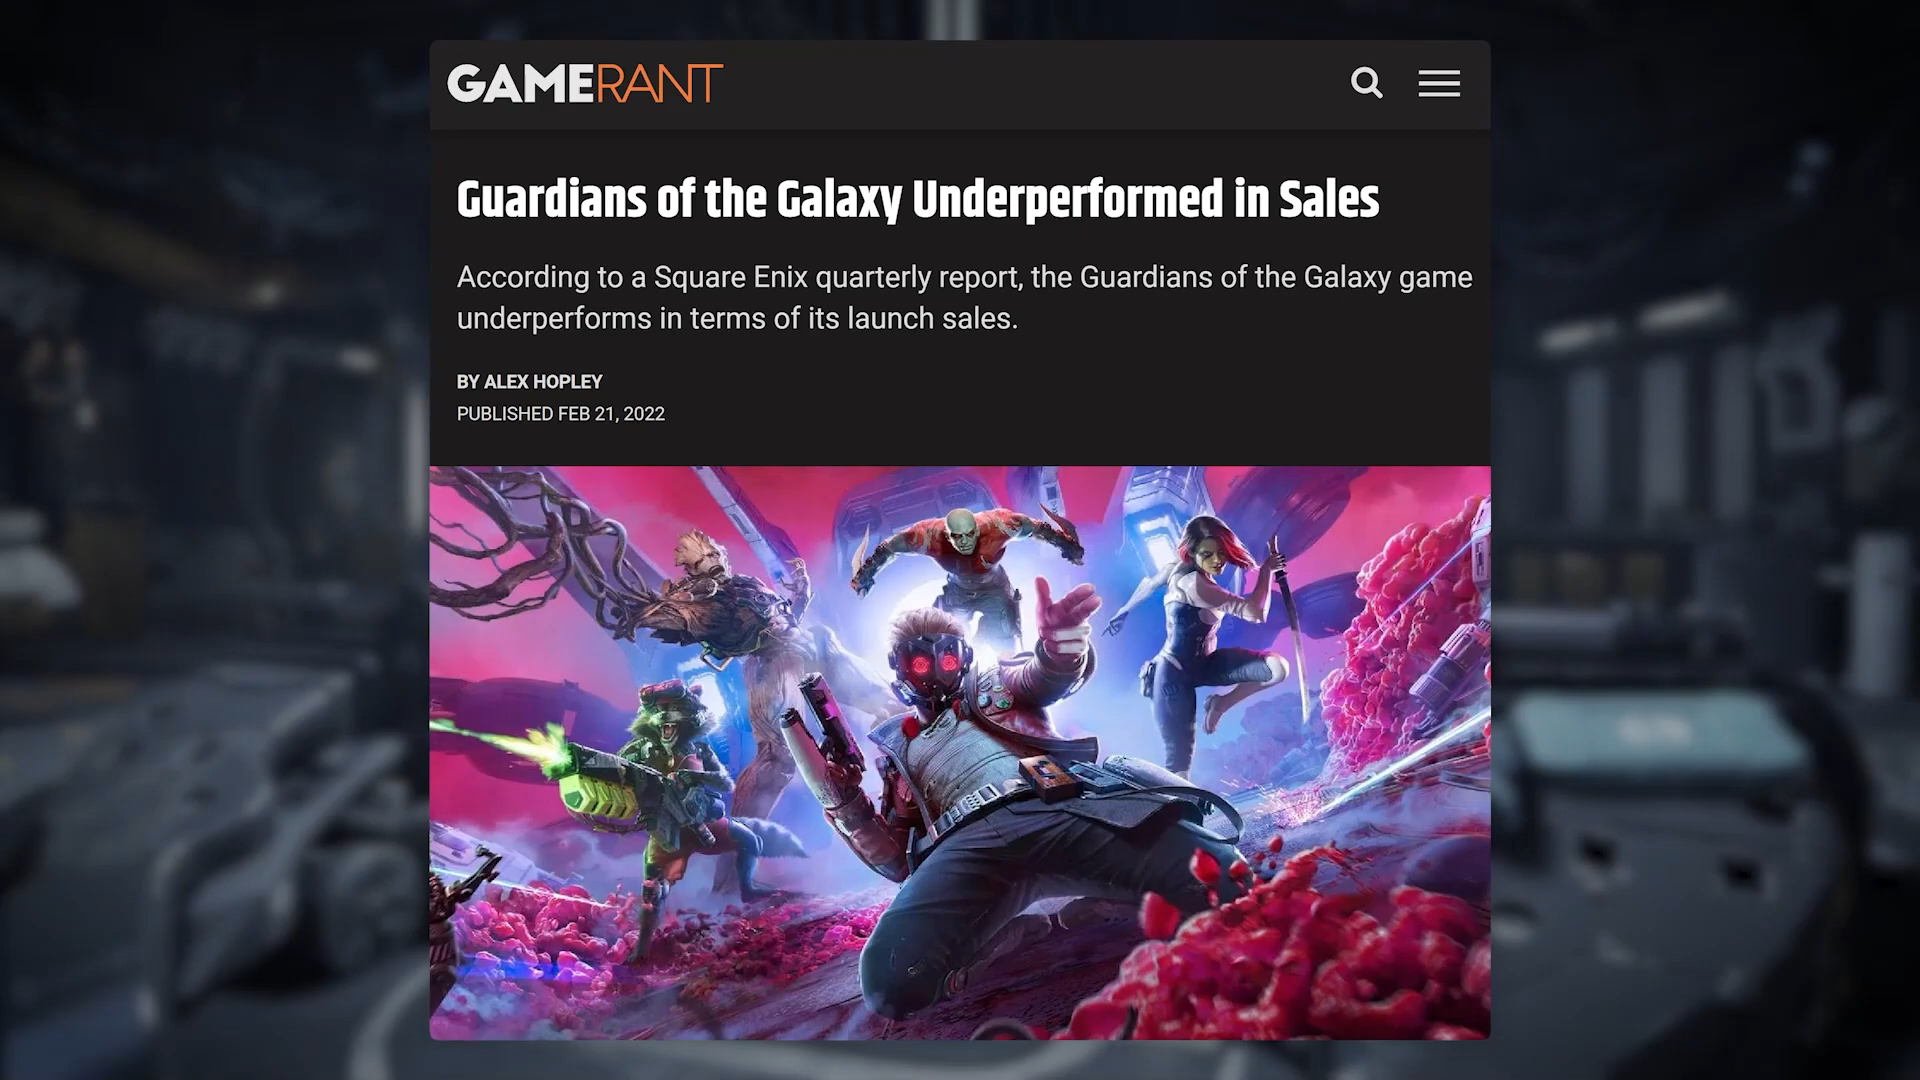 GAMERANT
Guardians of the Galaxy Underperformed in Sales
According to a Square Enix quarterly report, the Guardians of the Galaxy game
underperforms in terms of its launch sales.
BY ALEX HOPLEY
PUBLISHED FEB 21, 2022